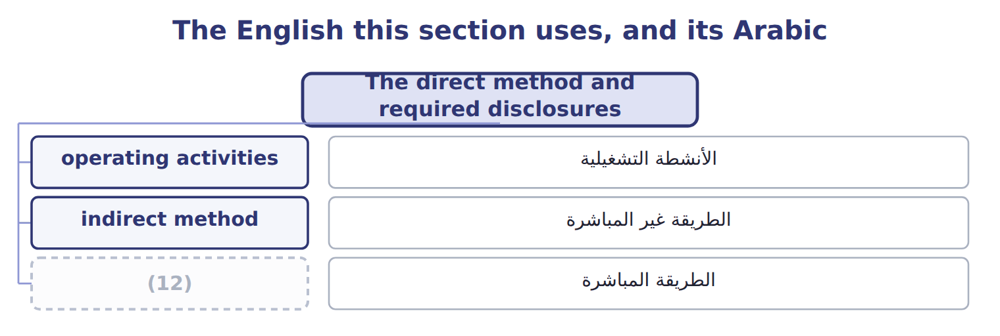 The English this section uses, and its Arabic
The direct method and
required disclosures
operating activities
الأنشطة التشغيلية
indirect method
الطريقة غير المباشرة
(12)
الطريقة المباشرة